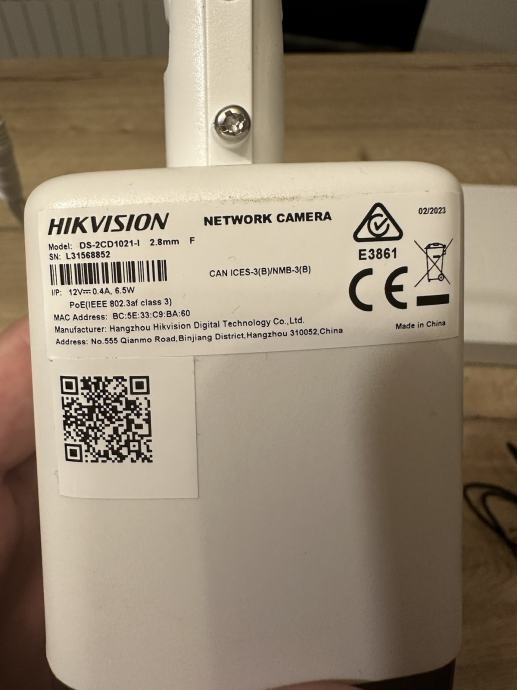 HIKVISION
NETWORK CAMERA
02/2023
Model: DS-2CD1021-I 2.8mm F
SN: L31568852
E3861
CAN ICES-3(B)/NMB-3(B)
I/P: 12V⎓0.4A, 6.5W
PoE(IEEE 802.3af class 3)
CE
MAC Address: BC:5E:33:C9:BA:60
Manufacturer: Hangzhou Hikvision Digital Technology Co.,Ltd.
Made in China
Address: No.555 Qianmo Road,Binjiang District,Hangzhou 310052,China